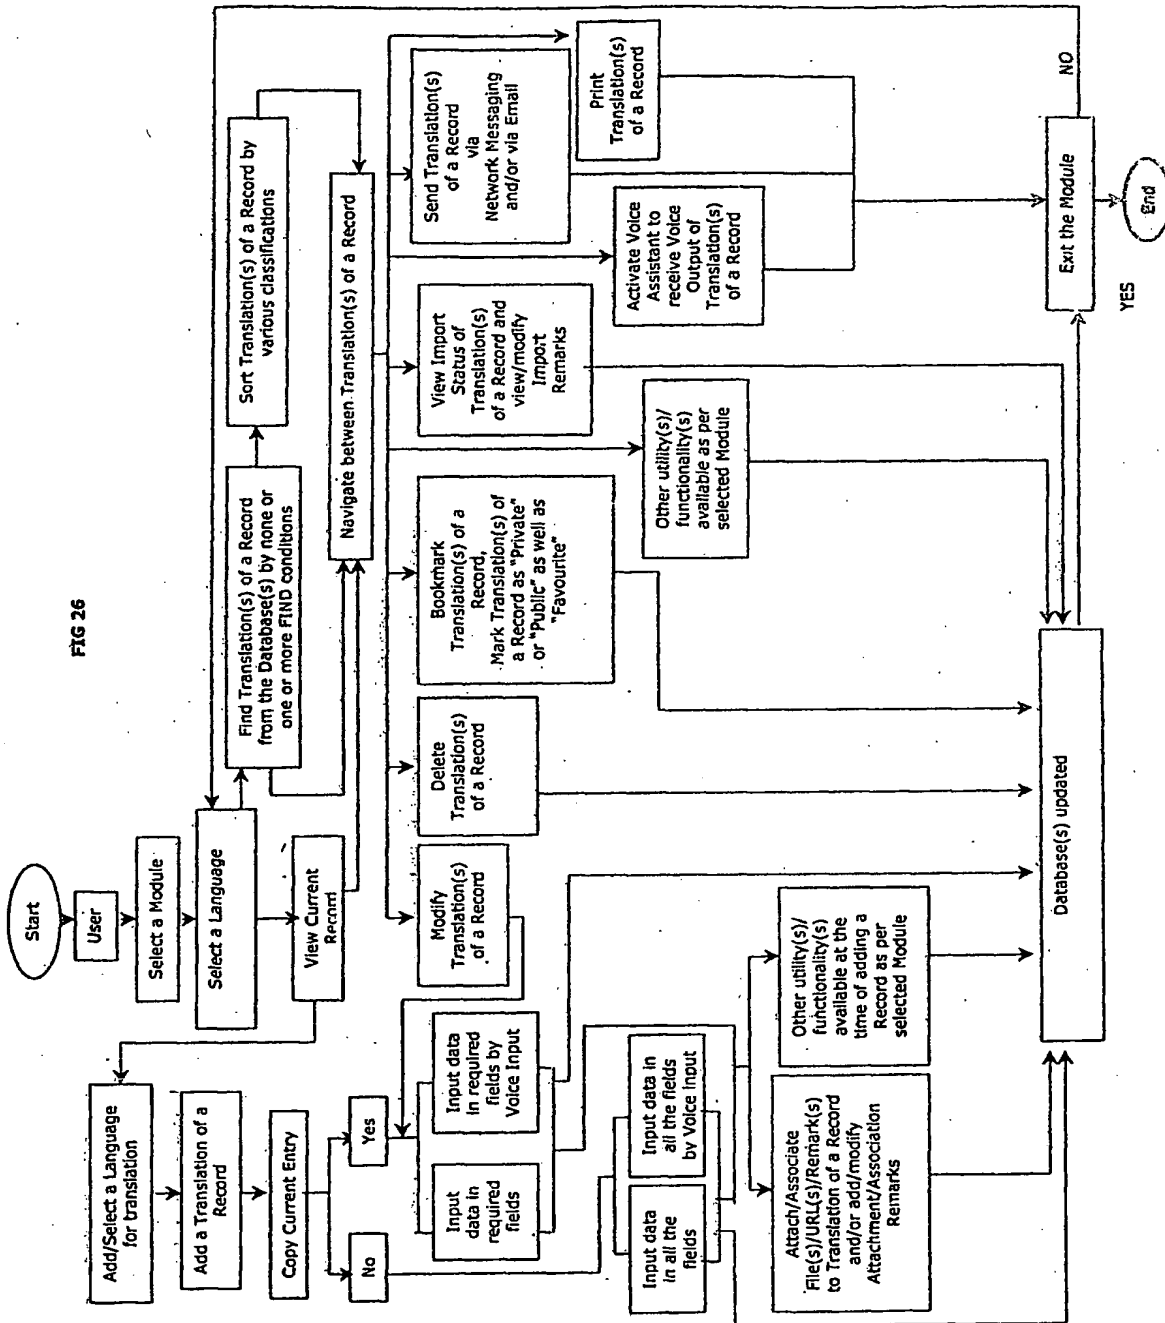 FIG 26
Start
User
Select a Module
Select a Language
View Current
Record
Find Translation(s) of a Record
from the Database(s) by none or
one or more FIND conditions
Sort Translation(s) of a Record by
various classifications
Navigate between Translation(s) of a Record
Add/Select a Language
for translation
Add a Translation of a
Record
Copy Current Entry
No
Yes
Input
data in
required
fields
Input data
in required
fields by
Voice Input
Input data
in all the
fields
Input data in
all the fields
by Voice Input
Attach/Associate
File(s)/URL(s)/Remark(s)
to Translation of a Record
and/or add/modify
Attachment/Association
Remarks
Other utility(s)/
functionality(s)
available at the
time of adding a
Record as per
selected Module
Modify
Translation(s)
of a Record
Delete
Translation(s)
of a Record
Bookmark
Translation(s) of a
Record,
Mark Translation(s) of
a Record as "Private"
or "Public" as well as
"Favourite"
Other utility(s)/
functionality(s)
available as per
selected Module
View Import
Status of
Translation(s)
of a Record and
view/modify
Import
Remarks
Activate Voice
Assistant to
receive Voice
Output of
Translation(s)
of a Record
Send Translation(s)
of a Record
via
Network Messaging
and/or via Email
Print
Translation(s)
of a Record
Database(s) updated
Exit the Module
YES
NO
End